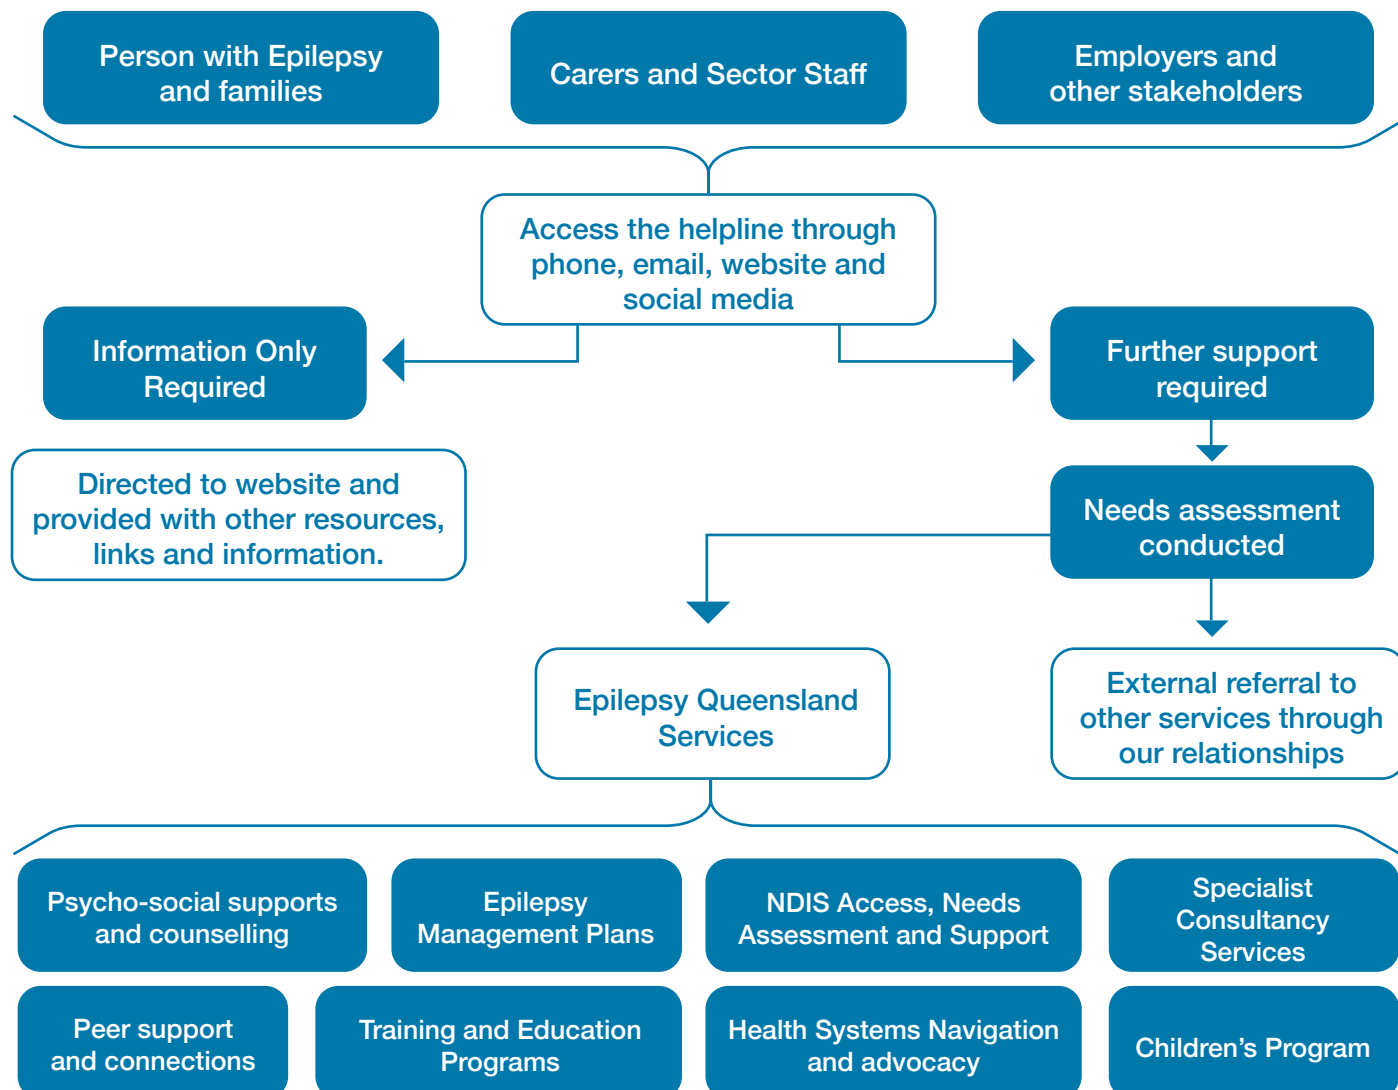 Person with Epilepsy
and families
Carers and Sector Staff
Employers and
other stakeholders
Access the helpline through
phone, email, website and
social media
Information Only
Required
Further support
required
Directed to website and
provided with other resources,
links and information.
Needs assessment
conducted
Epilepsy Queensland
Services
External referral to
other services through
our relationships
Psycho-social supports
and counselling
Epilepsy
Management Plans
NDIS Access, Needs
Assessment and Support
Specialist
Consultancy
Services
Peer support
and connections
Training and Education
Programs
Health Systems Navigation
and advocacy
Children's Program